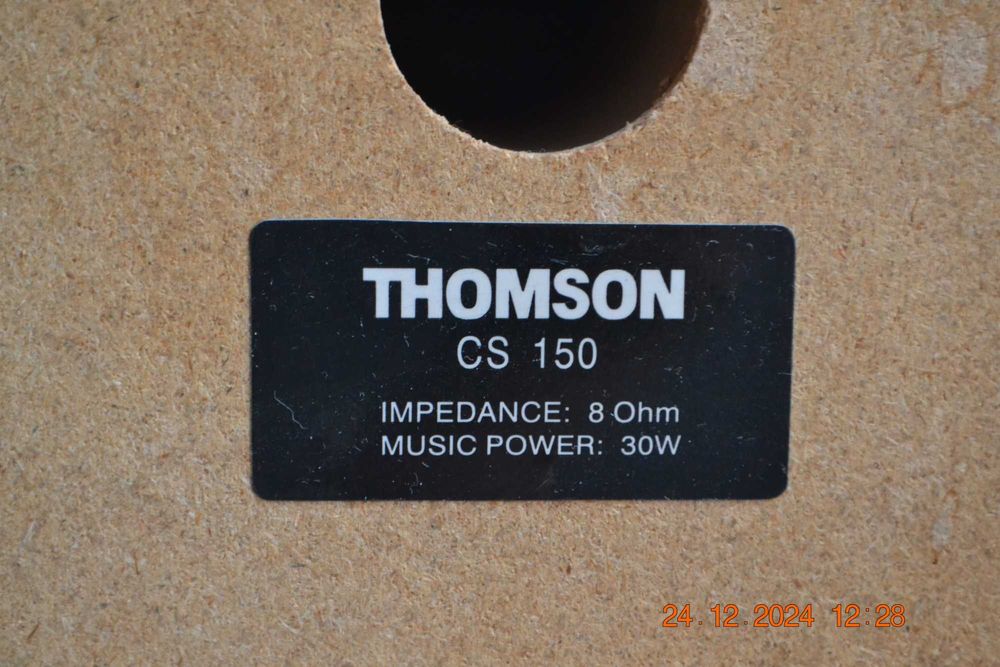 THOMSON
CS 150
IMPEDANCE: 8 Ohm
MUSIC POWER: 30W
24.12.2024 12:28